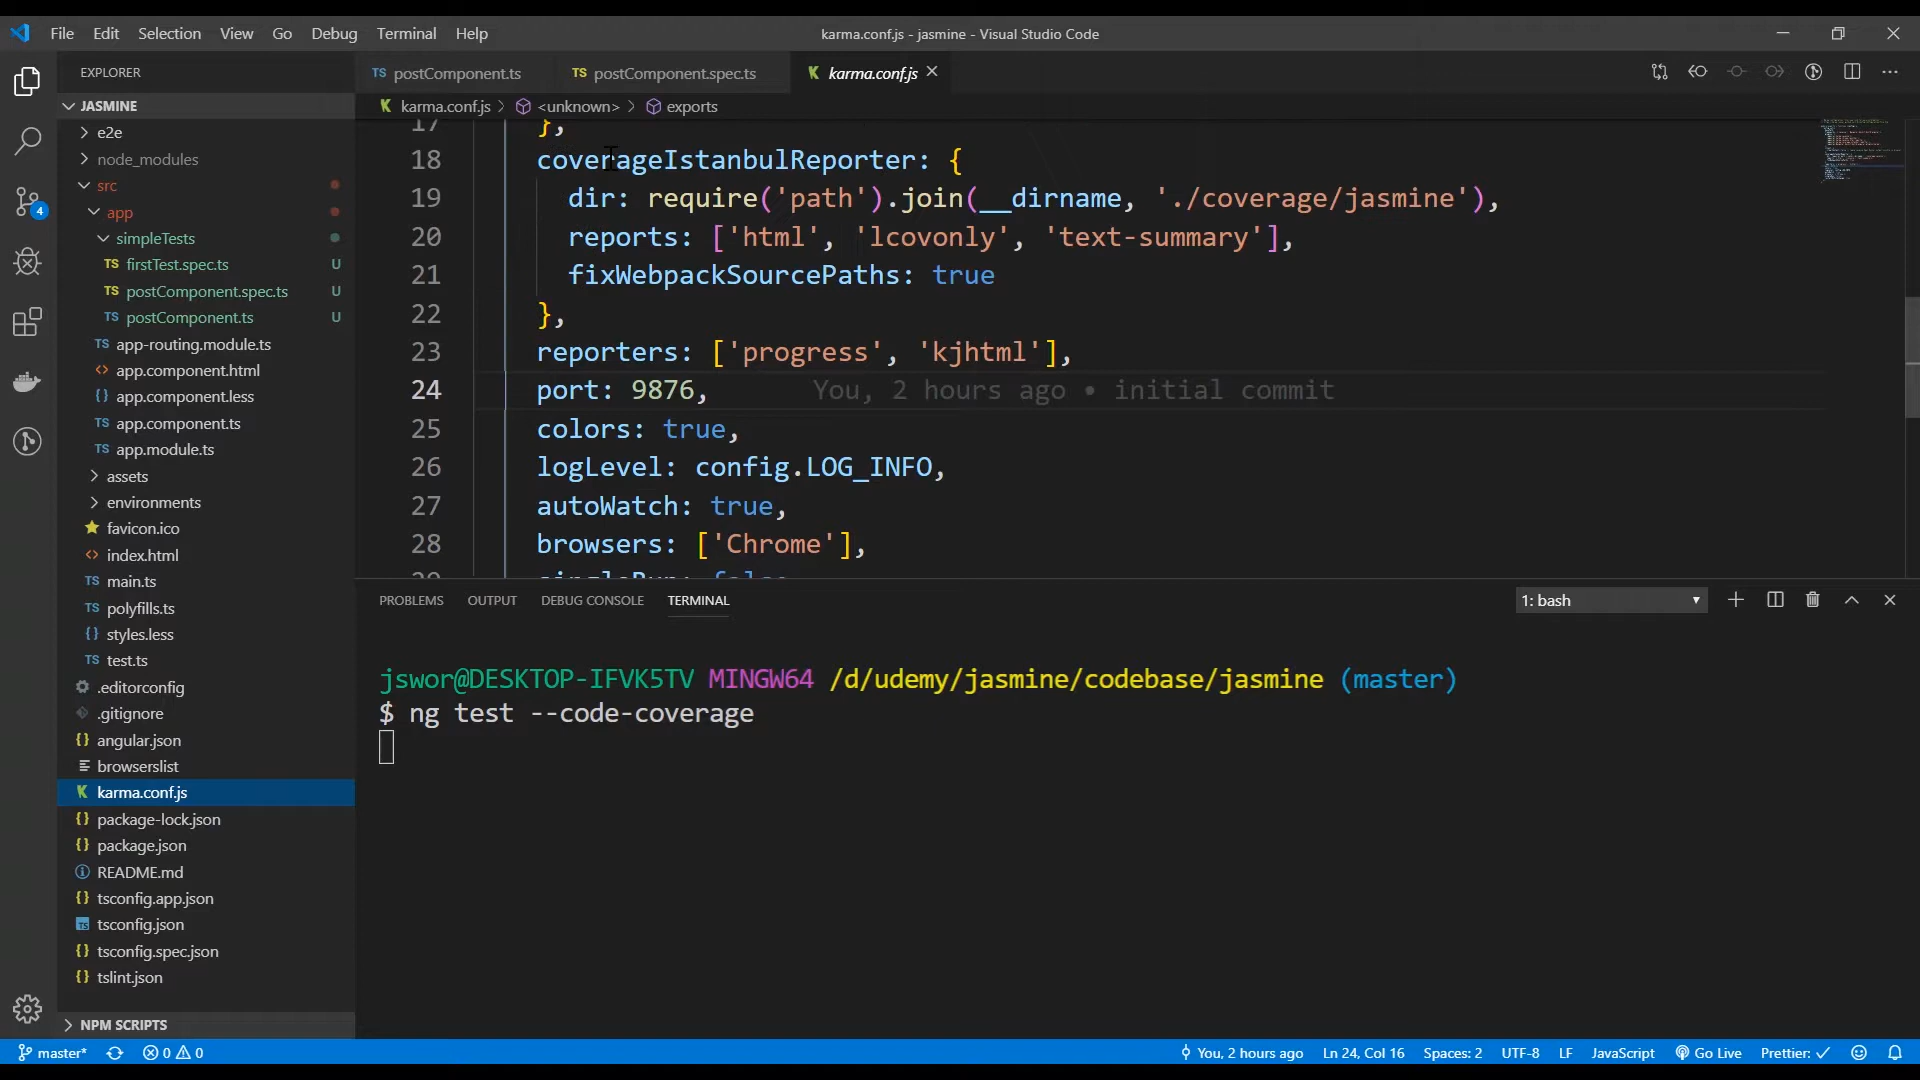 File Edit Selection View Go Debug Terminal Help
karma.conf.js - jasmine - Visual Studio Code
EXPLORER
TS postComponent.ts
TS postComponent.spec.ts
karma.conf.js
JASMINE
karma.conf.js > <unknown> > exports
e2e
node_modules
src
app
simpleTests
TS firstTest.spec.ts U
TS postComponent.spec.ts U
TS postComponent.ts U
TS app-routing.module.ts
<> app.component.html
{} app.component.less
TS app.component.ts
TS app.module.ts
assets
environments
favicon.ico
<> index.html
TS main.ts
TS polyfills.ts
{} styles.less
TS test.ts
.editorconfig
.gitignore
{} angular.json
browserslist
karma.conf.js
{} package-lock.json
{} package.json
README.md
{} tsconfig.app.json
TS tsconfig.json
{} tsconfig.spec.json
{} tslint.json
NPM SCRIPTS
4
17 },
18 coverageIstanbulReporter: {
19 dir: require('path').join(__dirname, './coverage/jasmine'),
20 reports: ['html', 'lcovonly', 'text-summary'],
21 fixWebpackSourcePaths: true
22 },
23 reporters: ['progress', 'kjhtml'],
24 port: 9876, You, 2 hours ago • initial commit
25 colors: true,
26 logLevel: config.LOG_INFO,
27 autoWatch: true,
28 browsers: ['Chrome'],
PROBLEMS OUTPUT DEBUG CONSOLE TERMINAL
1: bash
jswor@DESKTOP-IFVK5TV MINGW64 /d/udemy/jasmine/codebase/jasmine (master)
$ ng test --code-coverage
master* 0 0
You, 2 hours ago Ln 24, Col 16 Spaces: 2 UTF-8 LF JavaScript Go Live Prettier: ✓